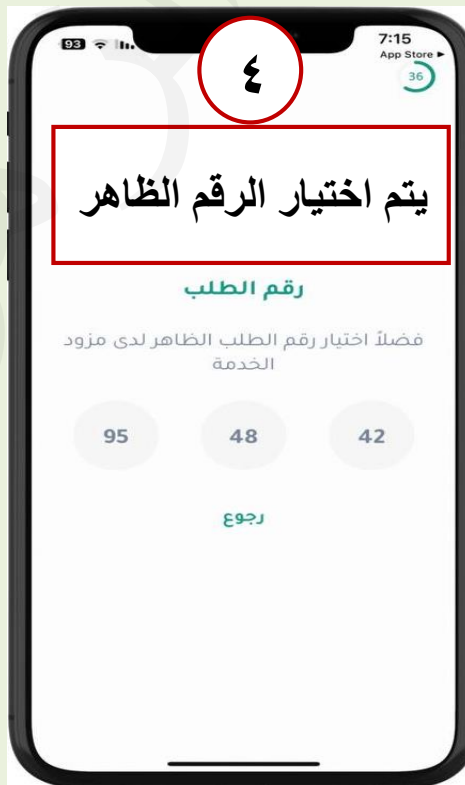 93
7:15
App Store
36
٤
يتم اختيار الرقم الظاهر
رقم الطلب
فضلاً اختيار رقم الطلب الظاهر لدى مزود
الخدمة
95 48 42
رجوع